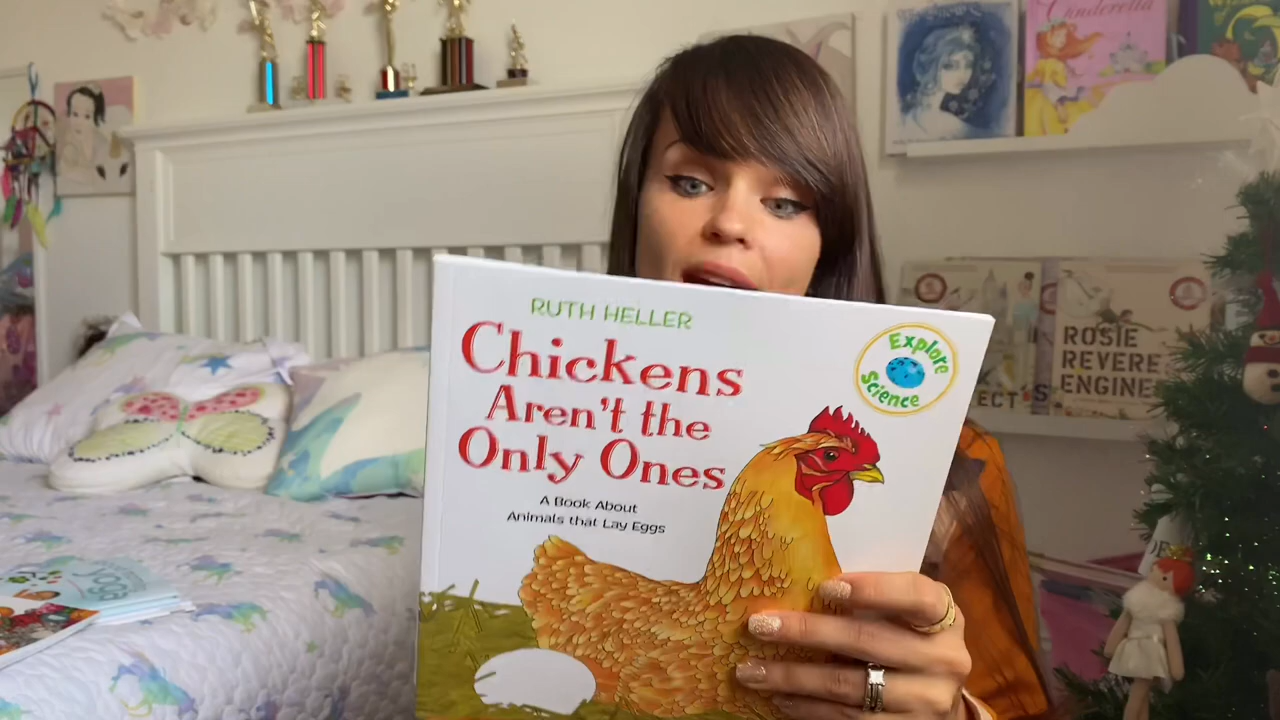 RUTH HELLER
Chickens
Aren't the
Only Ones
A Book About
Animals that Lay Eggs
Explore
Science
Cinderella
ROSIE
REVERE
ENGINE
yoga